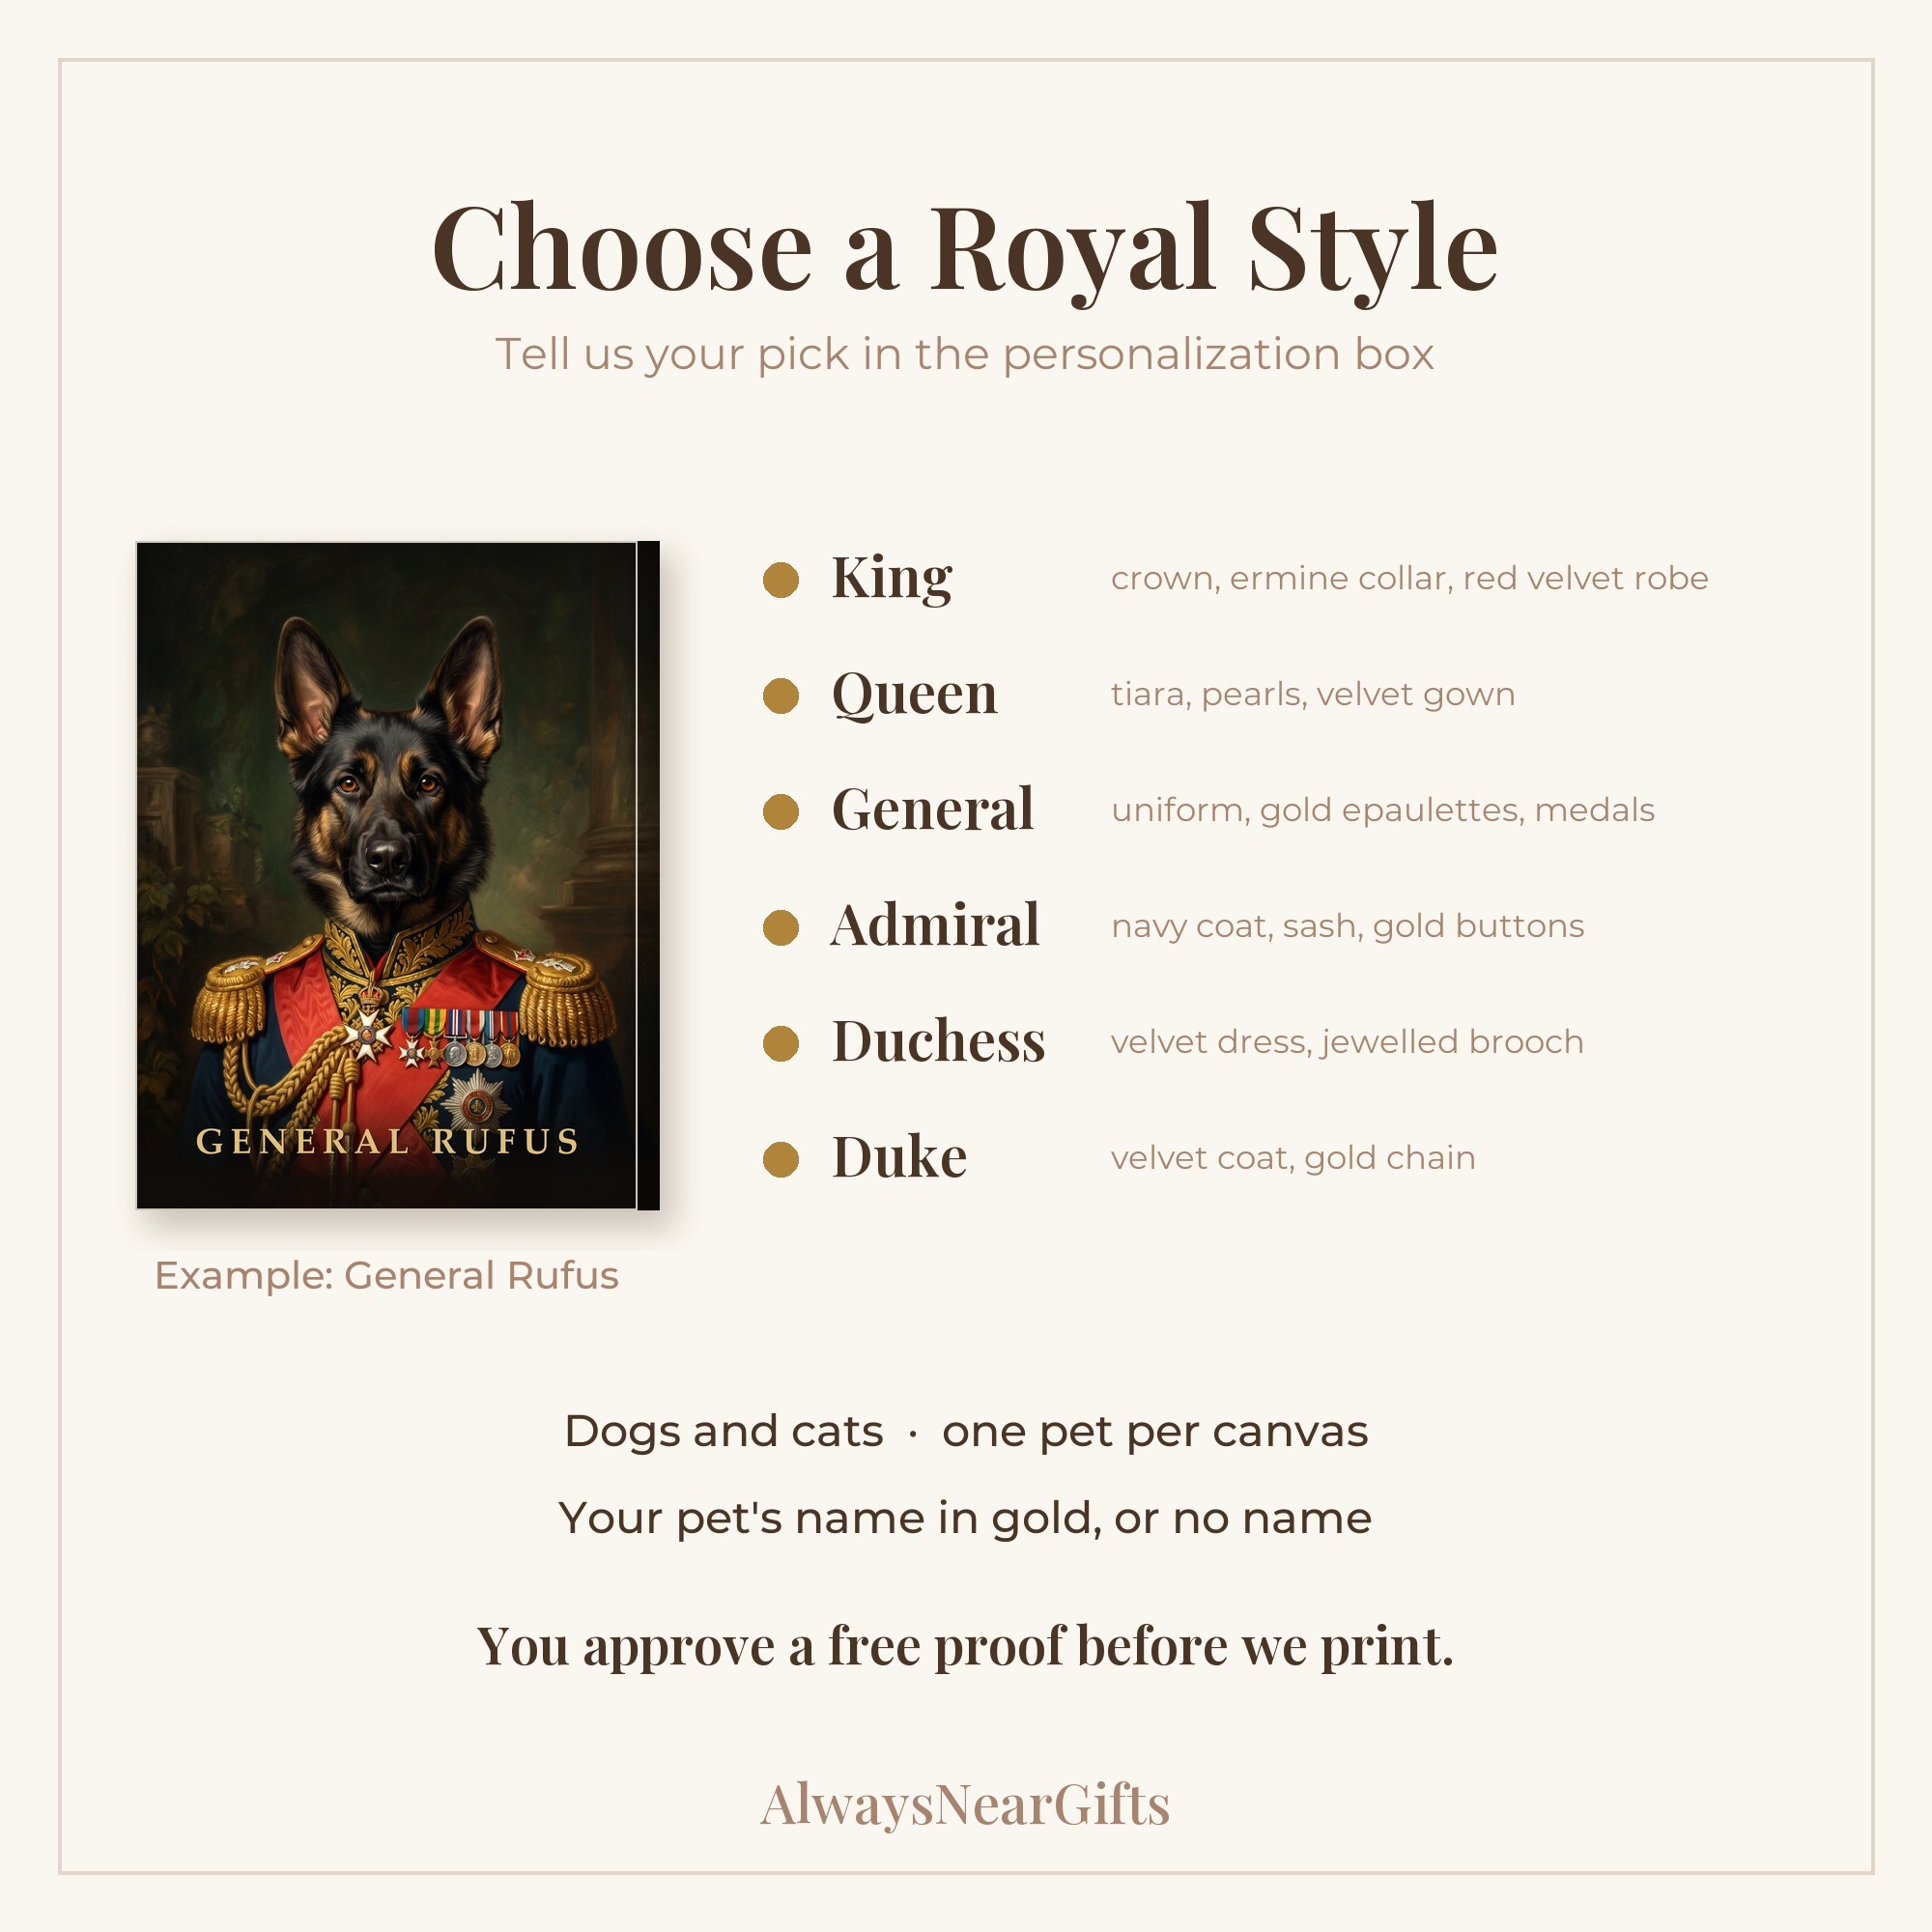 Choose a Royal Style
Tell us your pick in the personalization box
GENERAL RUFUS
Example: General Rufus
King crown, ermine collar, red velvet robe
Queen tiara, pearls, velvet gown
General uniform, gold epaulettes, medals
Admiral navy coat, sash, gold buttons
Duchess velvet dress, jewelled brooch
Duke velvet coat, gold chain
Dogs and cats · one pet per canvas
Your pet's name in gold, or no name
You approve a free proof before we print.
AlwaysNearGifts